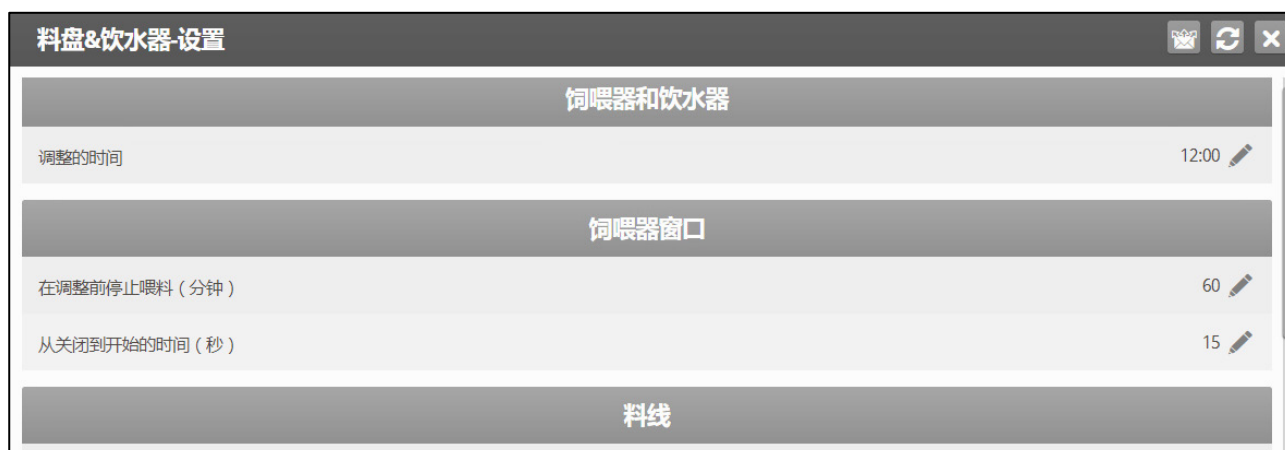 料盘&饮水器-设置
饲喂器和饮水器
调整的时间 12:00
饲喂器窗口
在调整前停止喂料（分钟） 60
从关闭到开始的时间（秒） 15
料线